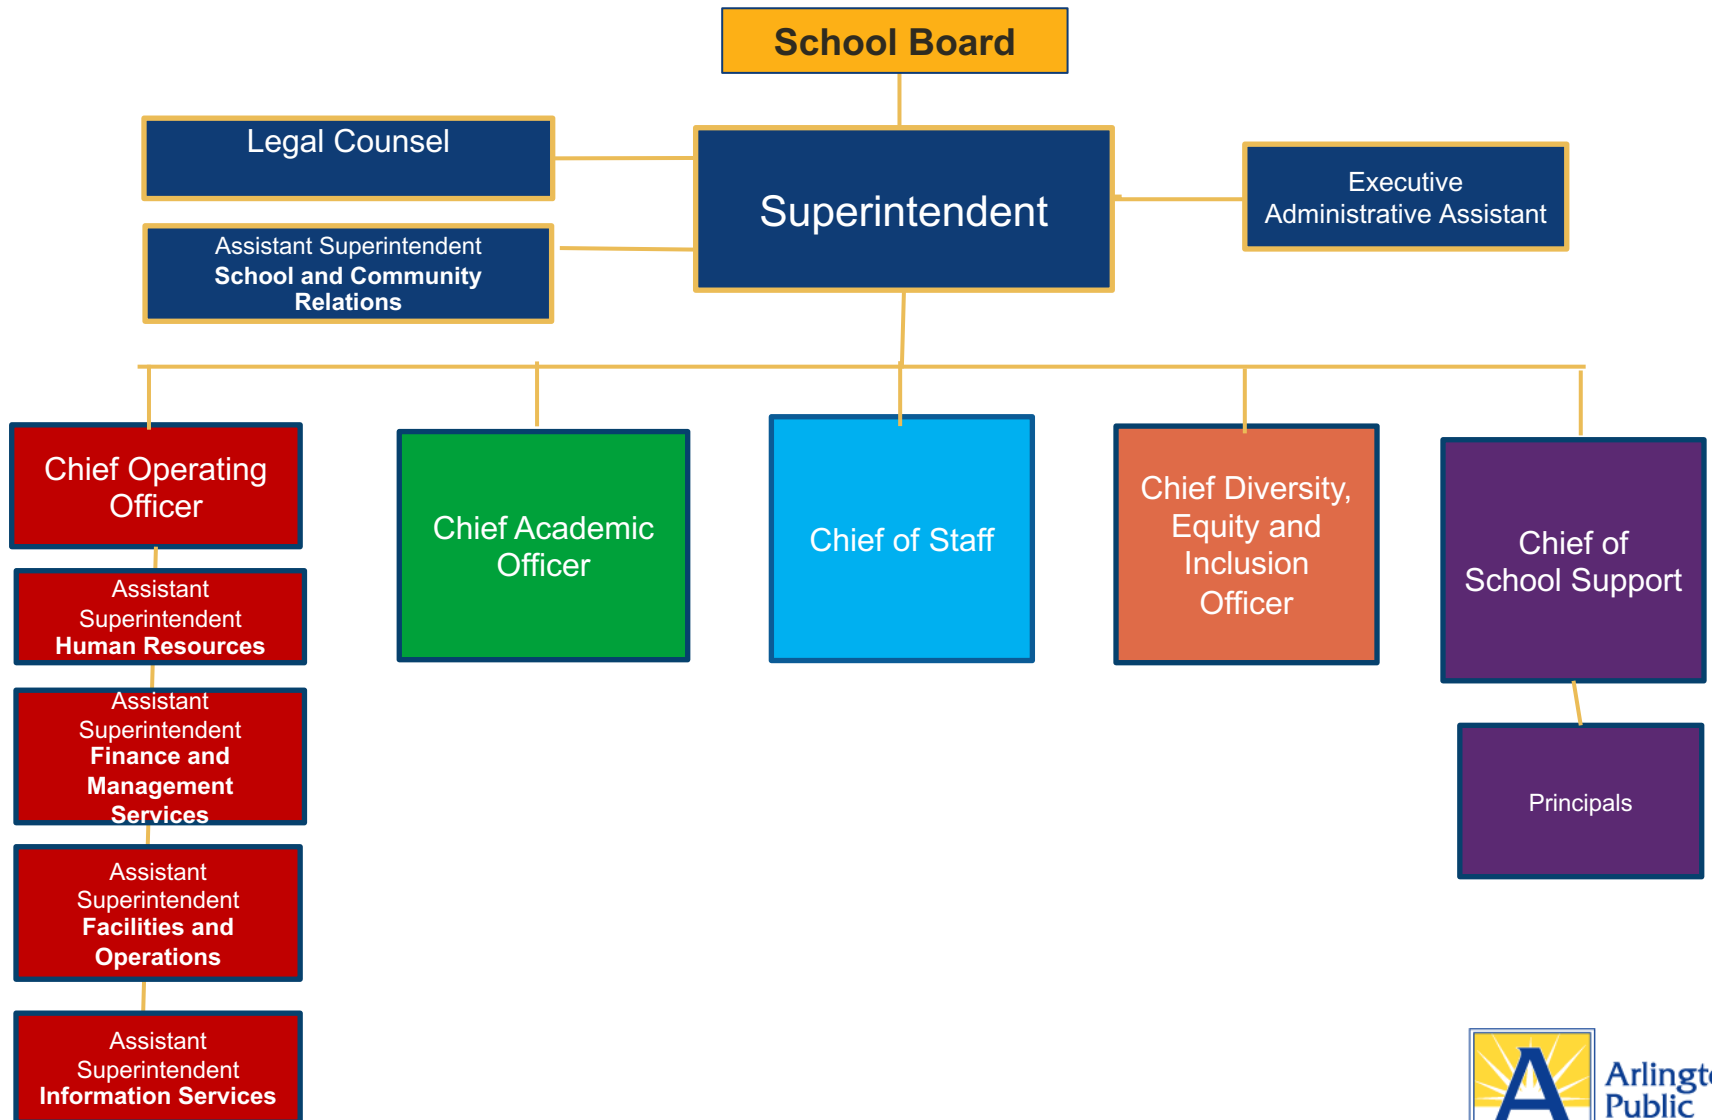 School Board
Legal Counsel
Superintendent
Executive
Administrative Assistant
Assistant Superintendent
School and Community
Relations
Chief Operating
Officer
Chief Academic
Officer
Chief of Staff
Chief Diversity,
Equity and
Inclusion
Officer
Chief of
School Support
Assistant
Superintendent
Human Resources
Assistant
Superintendent
Finance and
Management
Services
Principals
Assistant
Superintendent
Facilities and
Operations
Assistant
Superintendent
Information Services
A
Public